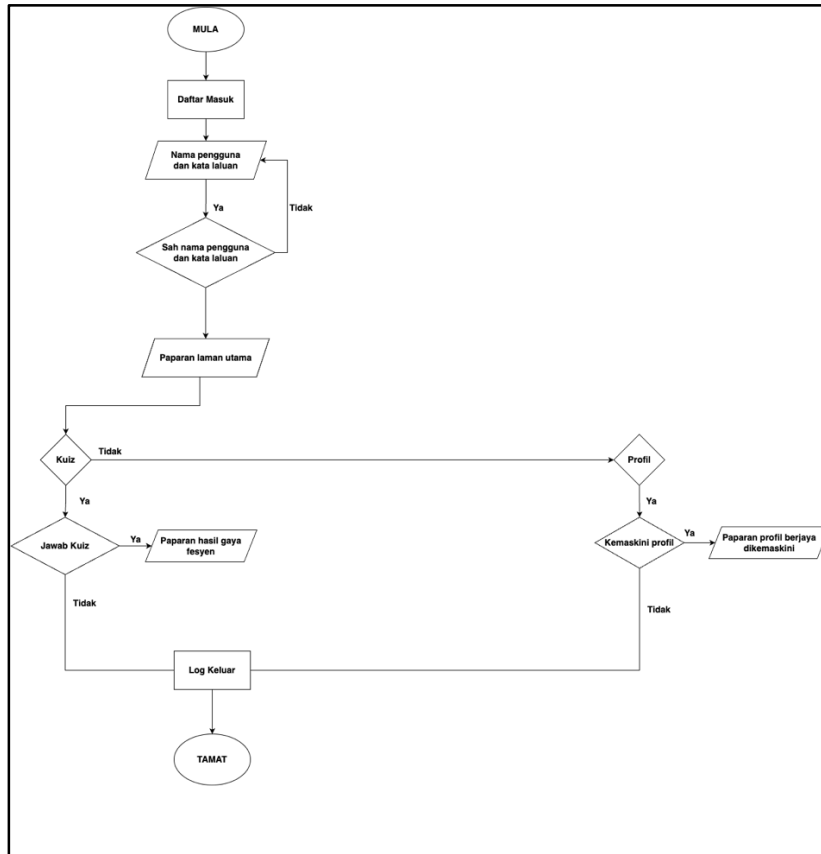 MULA
Daftar Masuk
Nama pengguna
dan kata laluan
Ya
Tidak
Sah nama pengguna
dan kata laluan
Paparan laman utama
Kuiz
Tidak
Profil
Ya
Ya
Jawab Kuiz
Ya
Paparan hasil gaya
fesyen
Kemaskini profil
Ya
Paparan profil berjaya
dikemaskini
Tidak
Tidak
Log Keluar
TAMAT